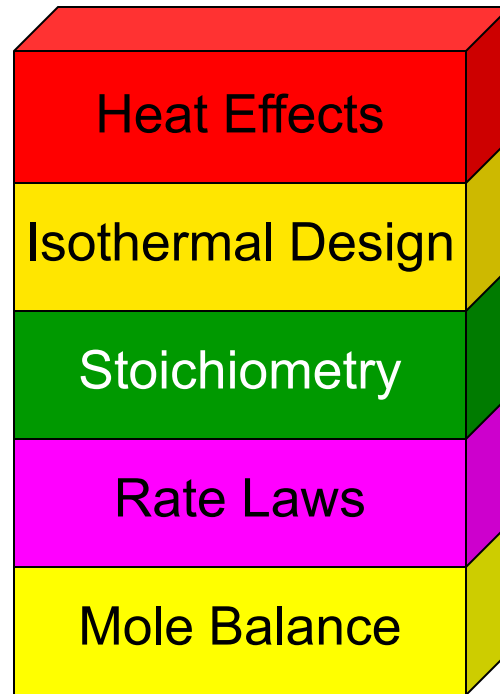 Heat Effects
Isothermal Design
Stoichiometry
Rate Laws
Mole Balance